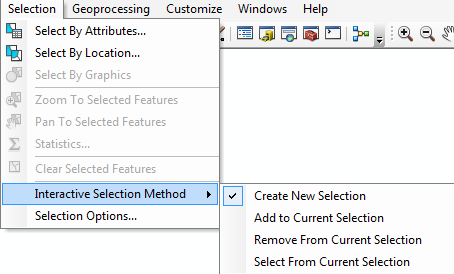 Selection Geoprocessing Customize Windows Help
Select By Attributes...
Select By Location...
Select By Graphics
Zoom To Selected Features
Pan To Selected Features
Statistics...
Clear Selected Features
Interactive Selection Method
Selection Options...
Create New Selection
Add to Current Selection
Remove From Current Selection
Select From Current Selection